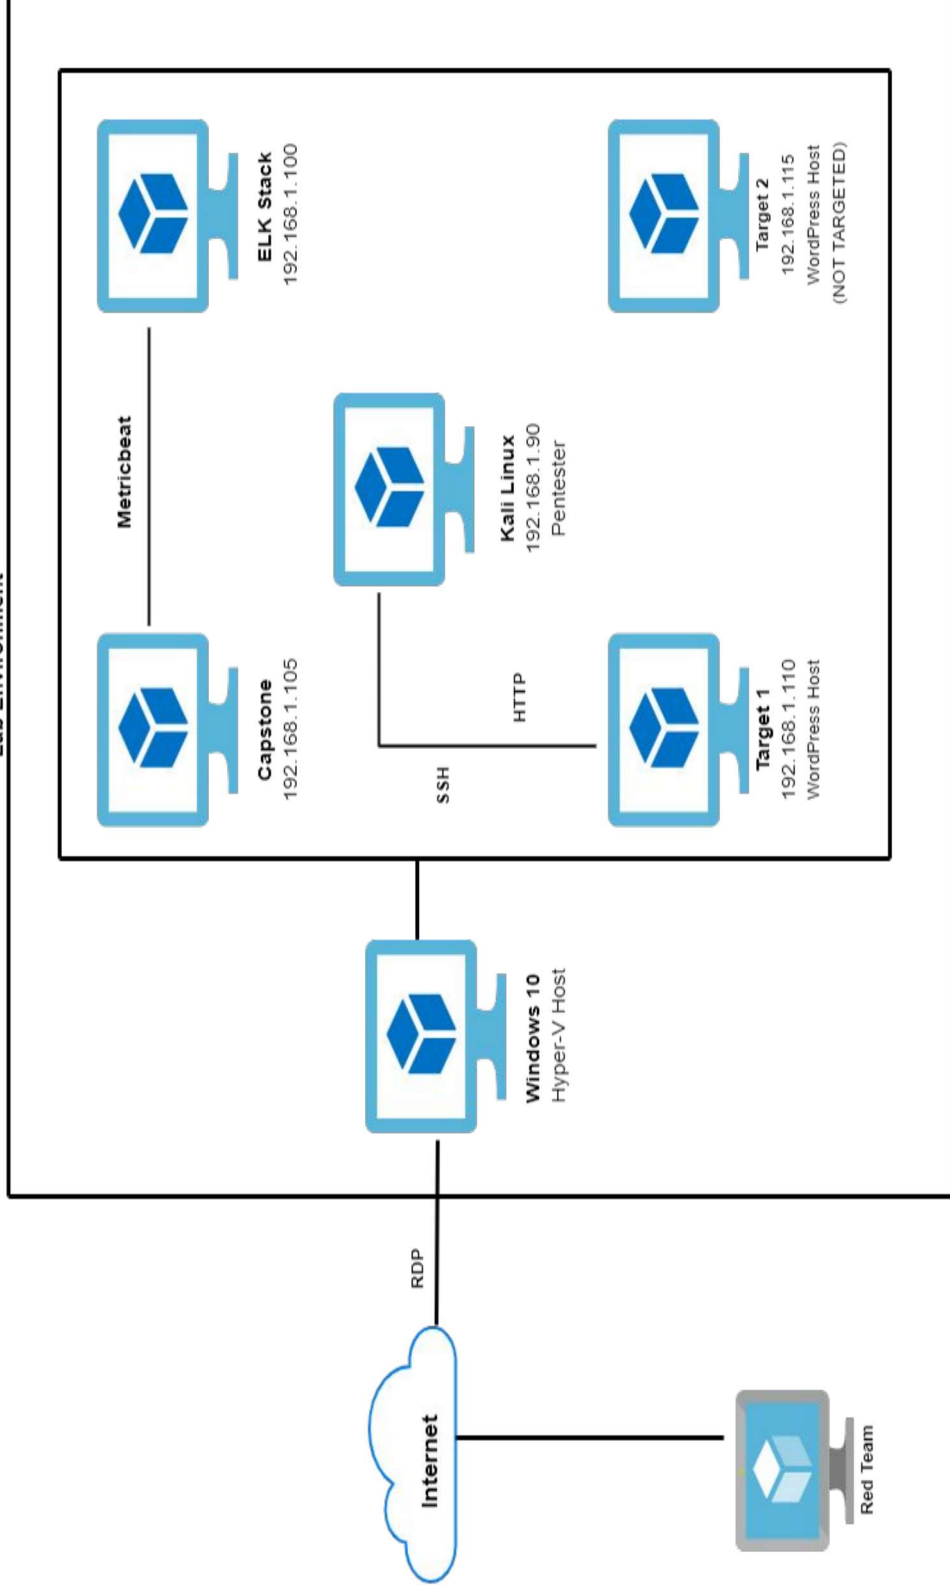 Lab Environment
Capstone
192.168.1.105
Metricbeat
ELK Stack
192.168.1.100
Internet
RDP
Windows 10
Hyper-V Host
SSH
HTTP
Kali Linux
192.168.1.90
Pentester
Red Team
Target 1
192.168.1.110
WordPress Host
Target 2
192.168.1.115
WordPress Host
(NOT TARGETED)